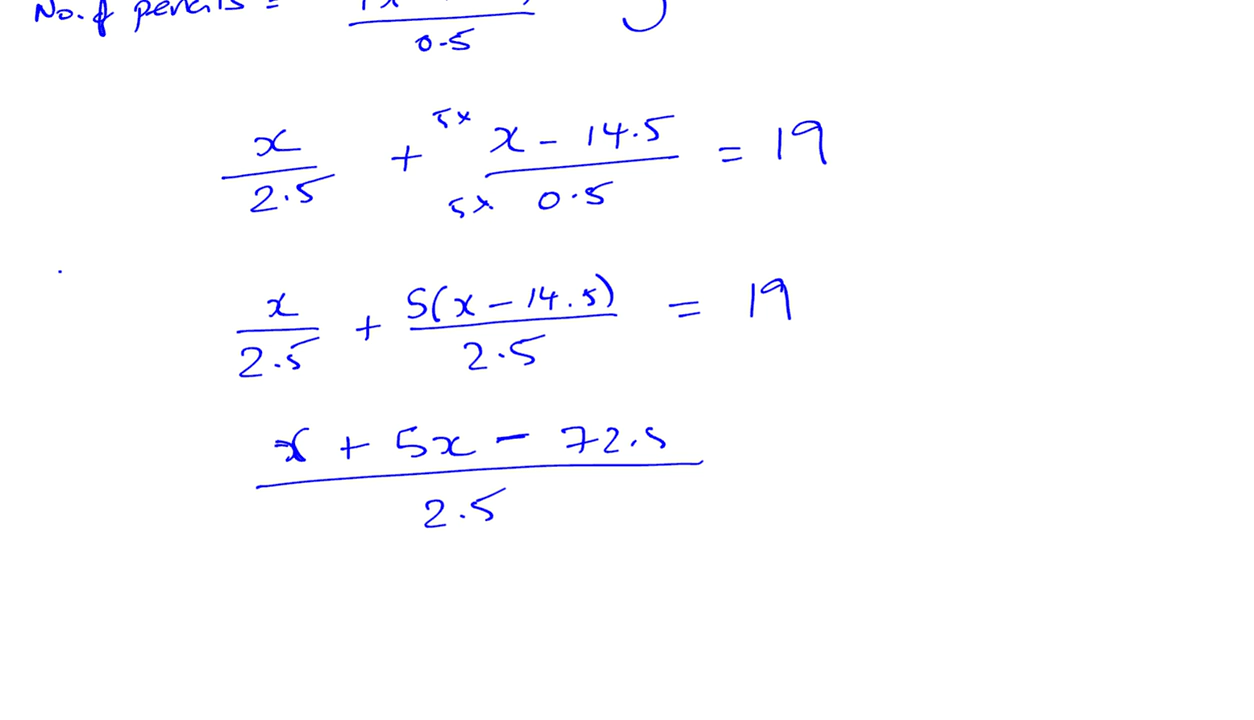 No. of pencils =
0.5
x/2.5 + 5x x - 14.5/5x 0.5 = 19
x/2.5 + 5(x - 14.5)/2.5 = 19
x + 5x - 72.5/2.5